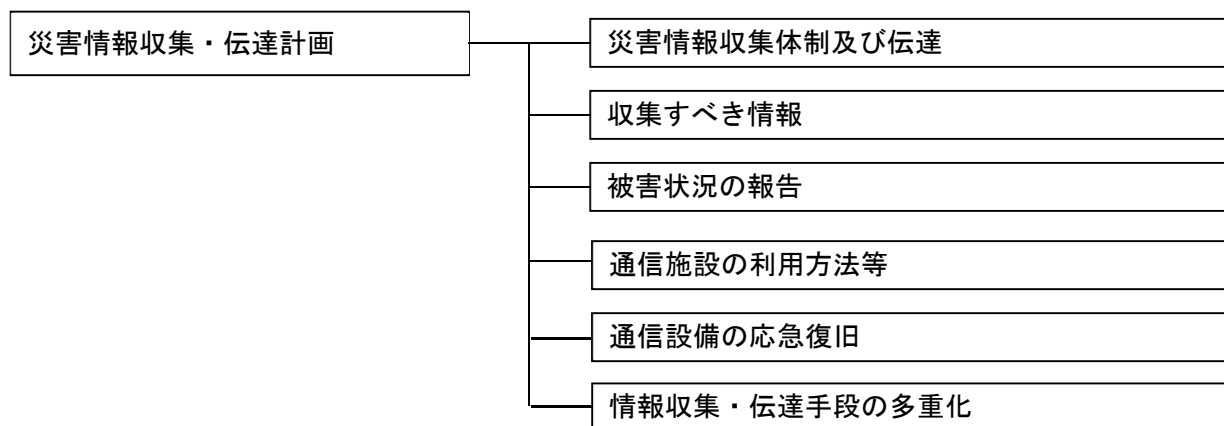 災害情報収集・伝達計画
災害情報収集体制及び伝達
収集すべき情報
被害状況の報告
通信施設の利用方法等
通信設備の応急復旧
情報収集・伝達手段の多重化